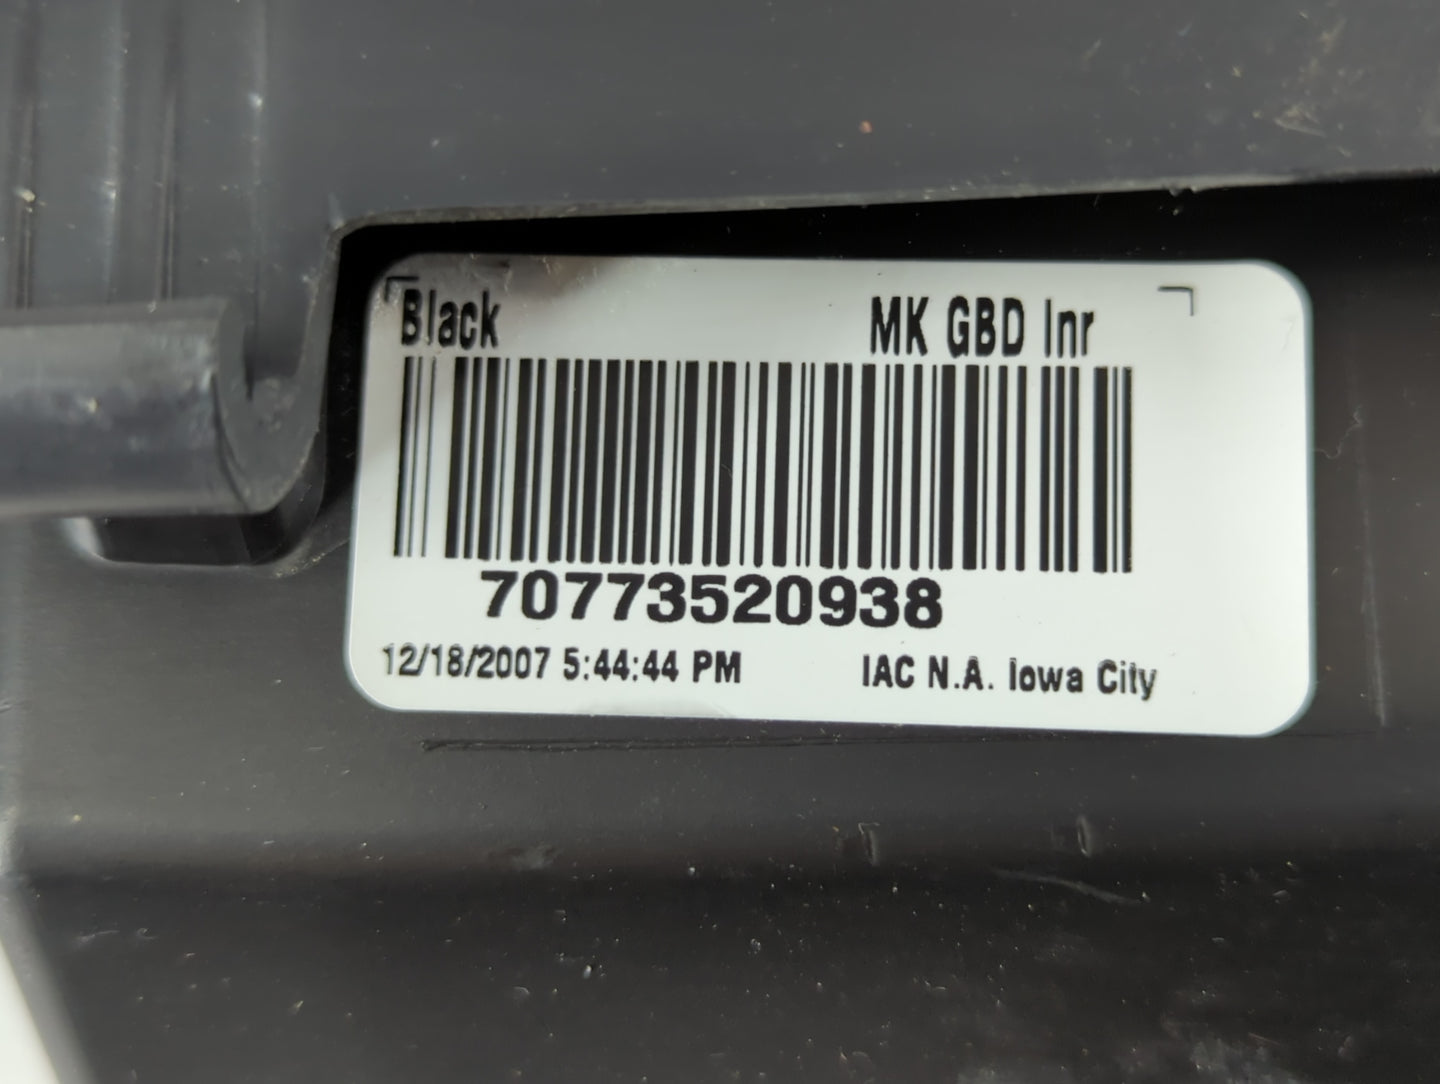 Black MK GBD Inr
70773520938
12/18/2007 5:44:44 PM IAC N.A. Iowa City